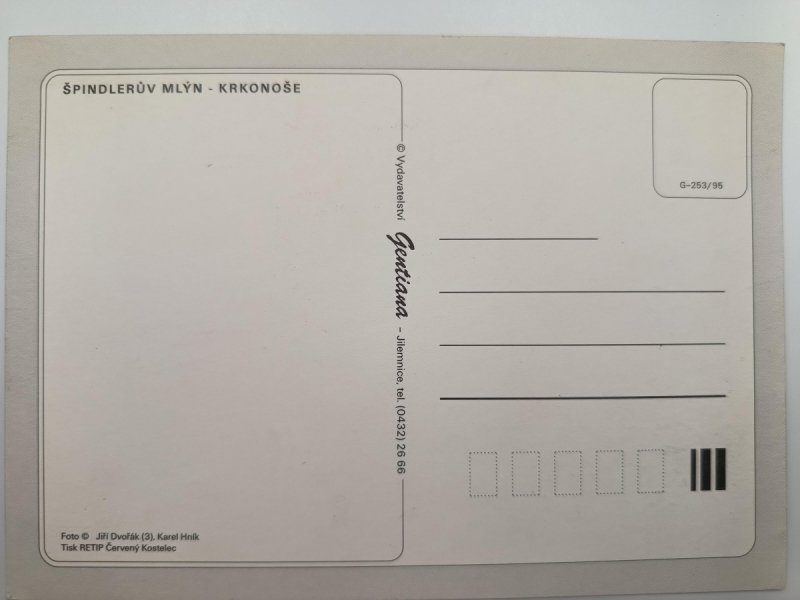 ŠPINDLERŮV MLÝN - KRKONOŠE
G-253/95
© Vydavatelství Gentiana - Jilemnice, tel. (0432) 26 66
Foto © Jiří Dvořák (3), Karel Hník
Tisk RETIP Červený Kostelec